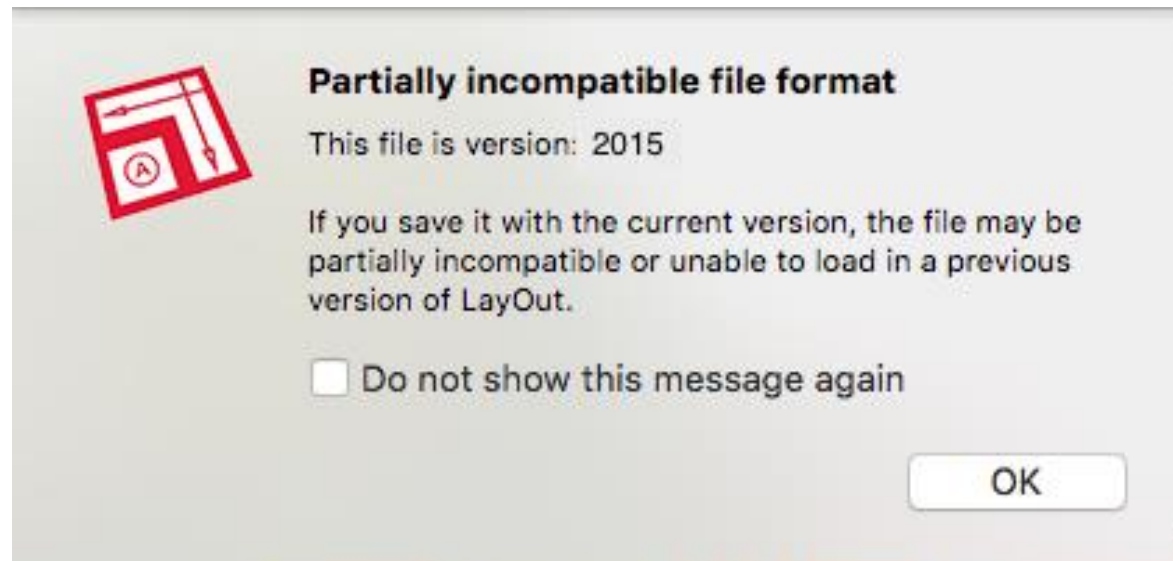 Partially incompatible file format
This file is version: 2015
If you save it with the current version, the file may be
partially incompatible or unable to load in a previous
version of LayOut.
Do not show this message again
OK
A